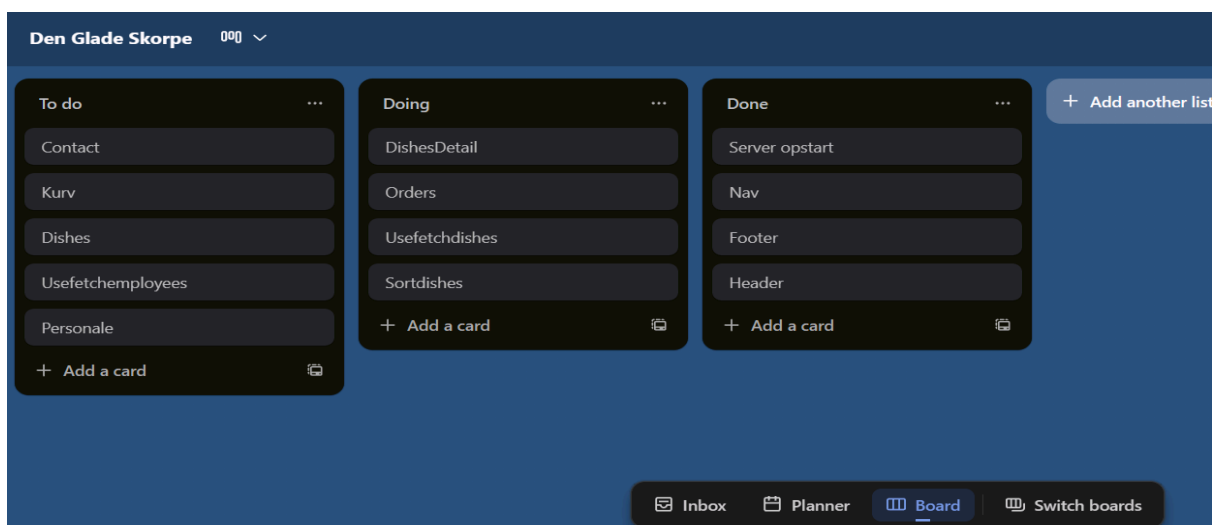 Den Glade Skorpe
To do
Contact
Kurv
Dishes
Usefetchemployees
Personale
+ Add a card
Doing
DishesDetail
Orders
Usefetchdishes
Sortdishes
+ Add a card
Done
Server opstart
Nav
Footer
Header
+ Add a card
+ Add another list
Inbox
Planner
Board
Switch boards